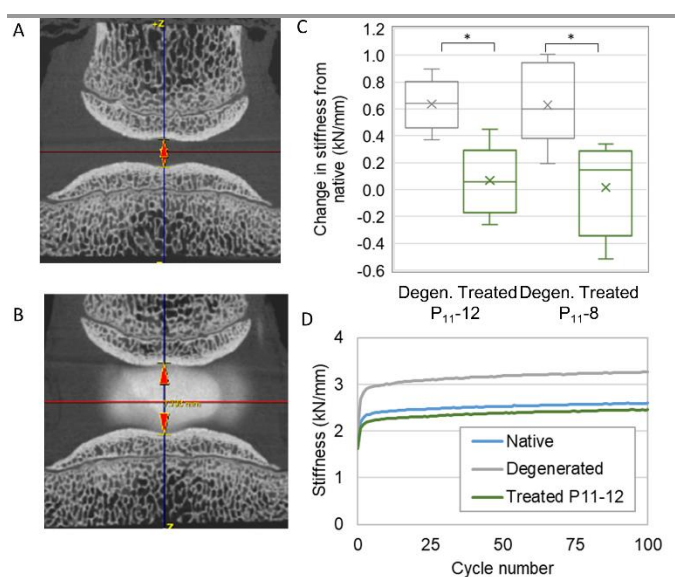 A
+Z
B
-Z
C
Change in stiffness from
native (kN/mm)
1.2
1.0
0.8
0.6
0.4
0.2
0.0
-0.2
-0.4
-0.6
*
*
Degen. Treated Degen. Treated
P₁₁-12 P₁₁-8
D
Stiffness (kN/mm)
4
3
2
1
0
Native
Degenerated
Treated P11-12
0 25 50 75 100
Cycle number